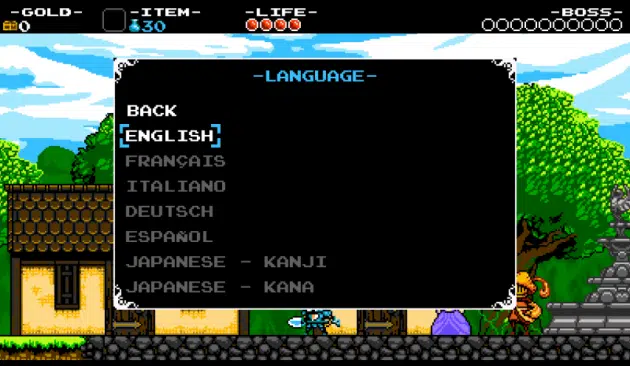 -GOLD- -ITEM- -LIFE- -BOSS-
0 30
-LANGUAGE-
BACK
[ENGLISH]
FRANÇAIS
ITALIANO
DEUTSCH
ESPAÑOL
JAPANESE - KANJI
JAPANESE - KANA